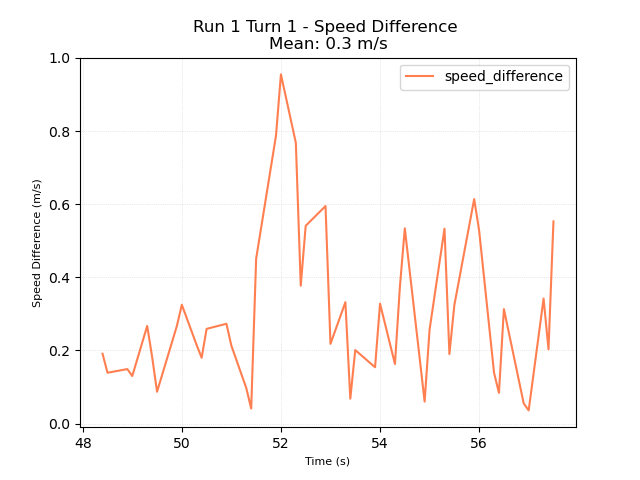 Run 1 Turn 1 - Speed Difference
Mean: 0.3 m/s
speed_difference
Speed Difference (m/s)
1.0
0.8
0.6
0.4
0.2
0.0
48 50 52 54 56
Time (s)